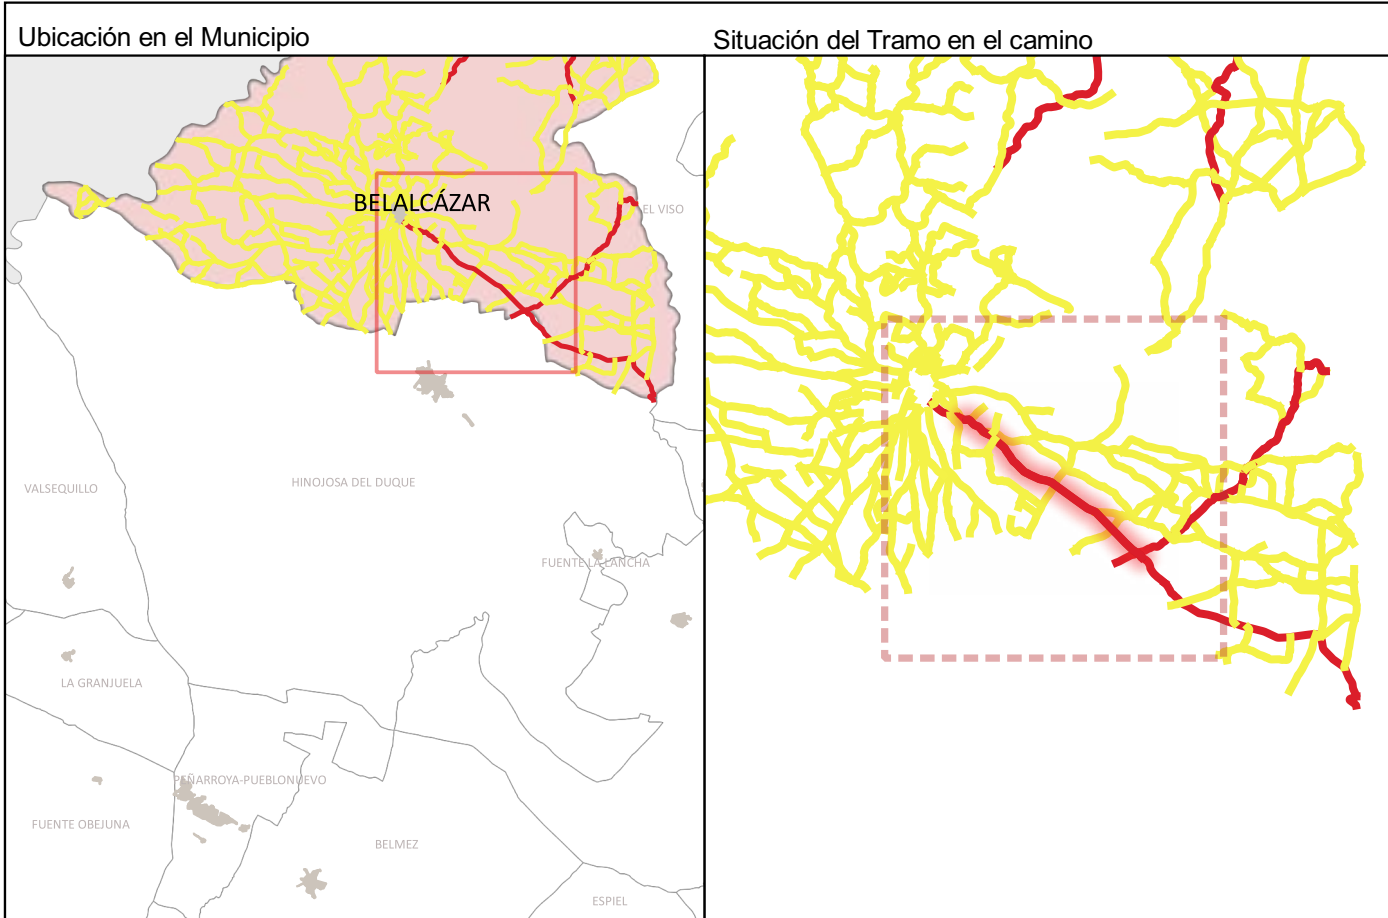 Ubicación en el Municipio
Situación del Tramo en el camino
BELALCÁZAR
EL VISO
VALSEQUILLO
HINOJOSA DEL DUQUE
FUENTE LA LANCHA
LA GRANJUELA
PEÑARROYA-PUEBLONUEVO
FUENTE OBEJUNA
BELMEZ
ESPIEL